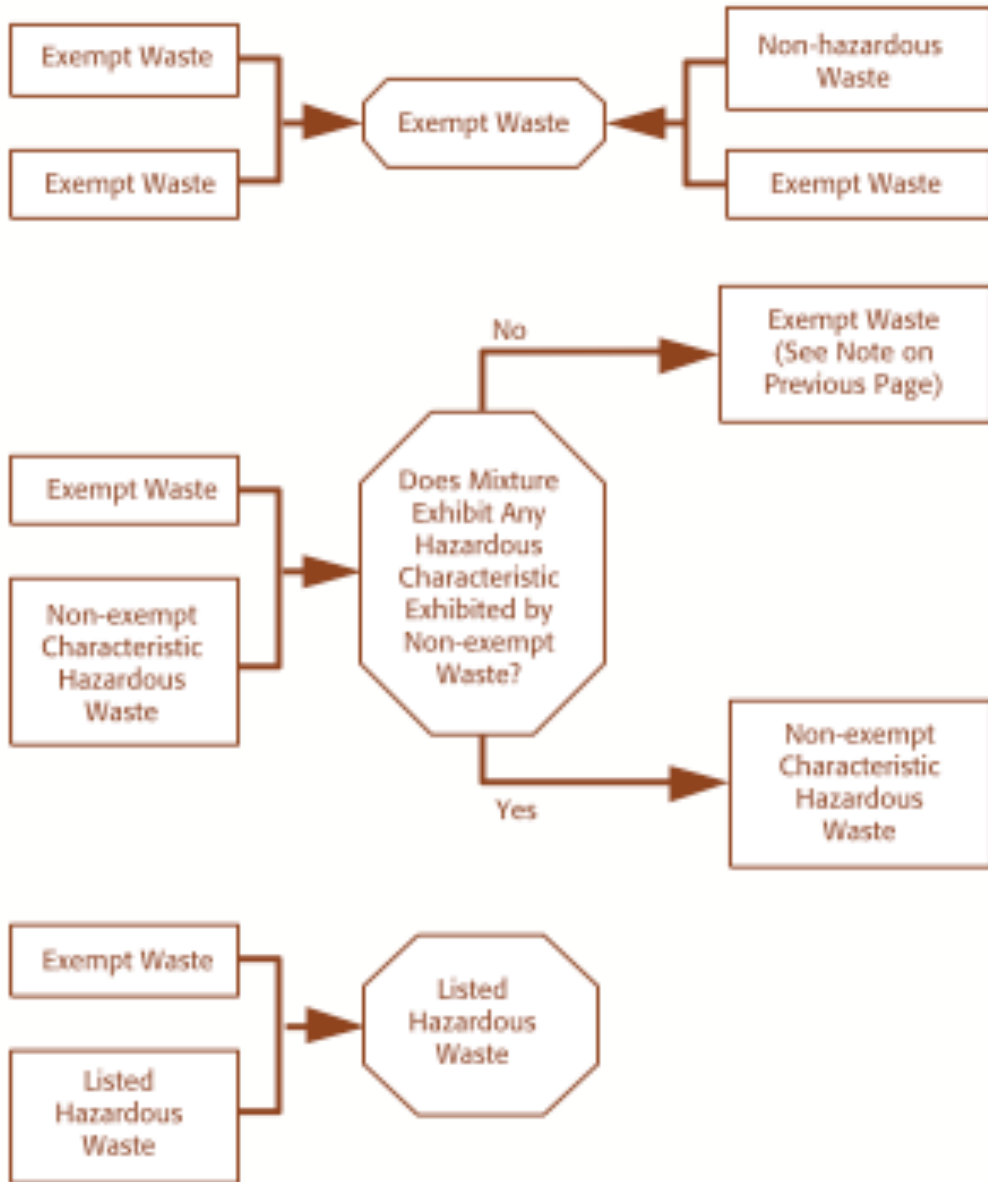 Exempt Waste
Exempt Waste
Exempt Waste
Non-hazardous
Waste
Exempt Waste
Exempt Waste
Non-exempt
Characteristic
Hazardous
Waste
Does Mixture
Exhibit Any
Hazardous
Characteristic
Exhibited by
Non-exempt
Waste?
No
Exempt Waste
(See Note on
Previous Page)
Yes
Non-exempt
Characteristic
Hazardous
Waste
Exempt Waste
Listed
Hazardous
Waste
Listed
Hazardous
Waste